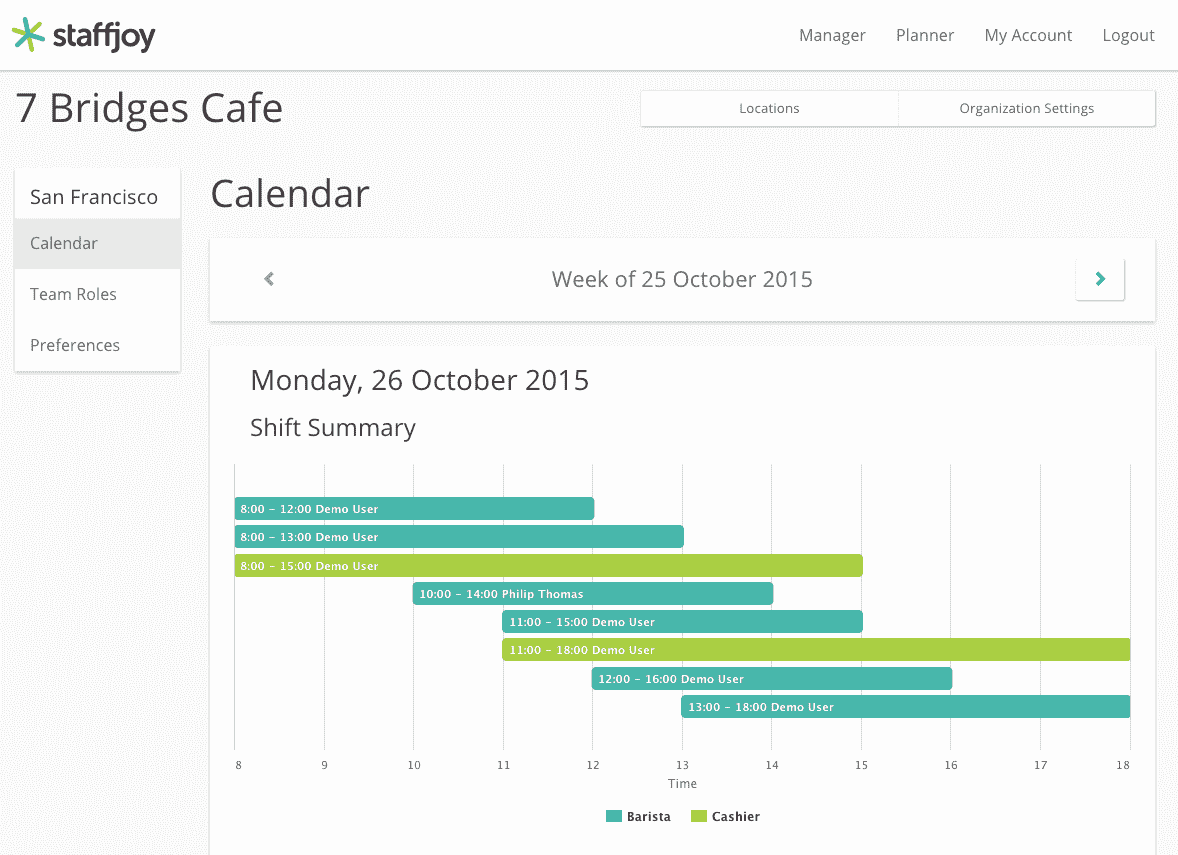 staffjoy
Manager Planner My Account Logout
7 Bridges Cafe
Locations Organization Settings
San Francisco
Calendar
Team Roles
Preferences
Calendar
Week of 25 October 2015
Monday, 26 October 2015
Shift Summary
8:00 – 12:00 Demo User
8:00 – 13:00 Demo User
8:00 – 15:00 Demo User
10:00 – 14:00 Philip Thomas
11:00 – 15:00 Demo User
11:00 – 18:00 Demo User
12:00 – 16:00 Demo User
13:00 – 18:00 Demo User
8 9 10 11 12 13 14 15 16 17 18
Time
Barista Cashier